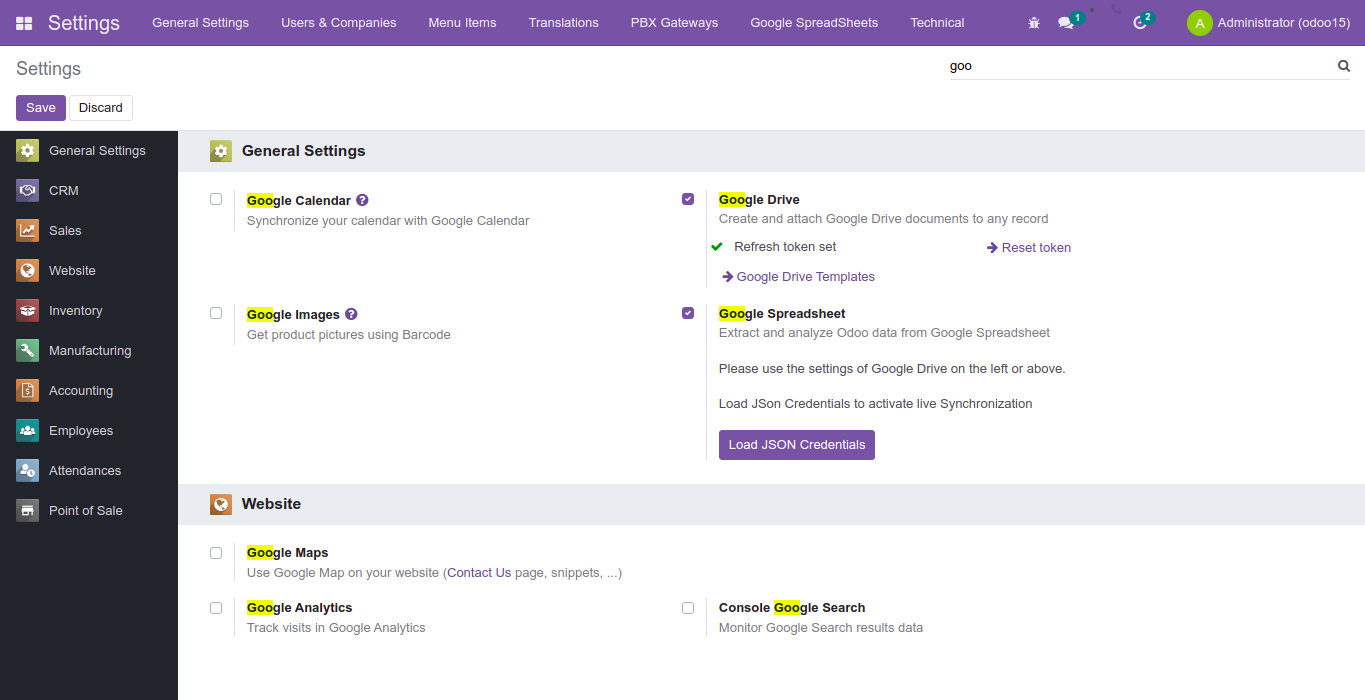 Settings General Settings Users & Companies Menu Items Translations PBX Gateways Google SpreadSheets Technical 1 2 A Administrator (odoo15)
Settings
goo
Save Discard
General Settings
CRM
Sales
Website
Inventory
Manufacturing
Accounting
Employees
Attendances
Point of Sale
General Settings
Google Calendar ?
Synchronize your calendar with Google Calendar
Google Drive
Create and attach Google Drive documents to any record
Refresh token set Reset token
Google Drive Templates
Google Images ?
Get product pictures using Barcode
Google Spreadsheet
Extract and analyze Odoo data from Google Spreadsheet
Please use the settings of Google Drive on the left or above.
Load JSon Credentials to activate live Synchronization
Load JSON Credentials
Website
Google Maps
Use Google Map on your website (Contact Us page, snippets, ...)
Google Analytics
Track visits in Google Analytics
Console Google Search
Monitor Google Search results data